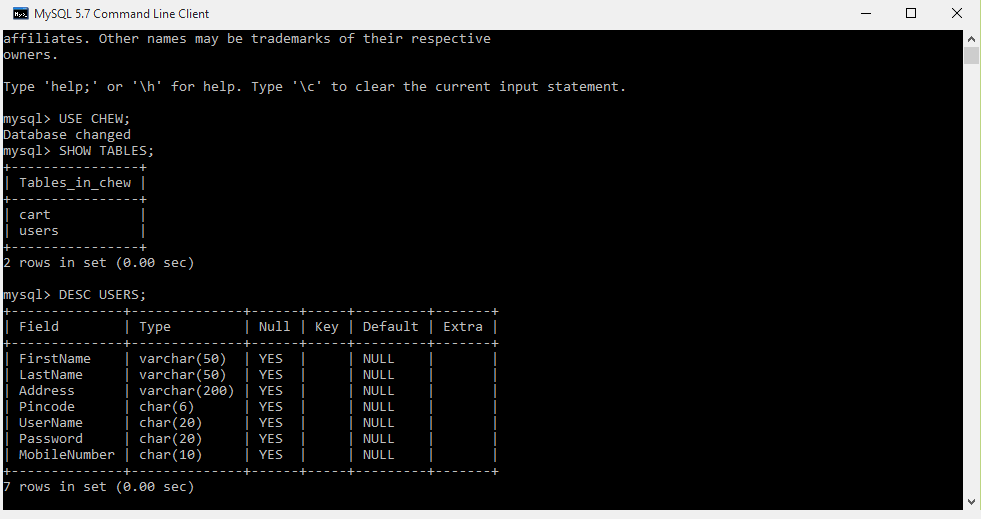 MySQL 5.7 Command Line Client
affiliates. Other names may be trademarks of their respective
owners.
Type 'help;' or '\h' for help. Type '\c' to clear the current input statement.
mysql> USE CHEW;
Database changed
mysql> SHOW TABLES;
+----------------+
| Tables_in_chew |
+----------------+
| cart           |
| users          |
+----------------+
2 rows in set (0.00 sec)
mysql> DESC USERS;
+--------------+--------------+------+-----+---------+-------+
| Field        | Type         | Null | Key | Default | Extra |
+--------------+--------------+------+-----+---------+-------+
| FirstName    | varchar(50)  | YES  |     | NULL    |       |
| LastName     | varchar(50)  | YES  |     | NULL    |       |
| Address      | varchar(200) | YES  |     | NULL    |       |
| Pincode      | char(6)      | YES  |     | NULL    |       |
| UserName     | char(20)     | YES  |     | NULL    |       |
| Password     | char(20)     | YES  |     | NULL    |       |
| MobileNumber | char(10)     | YES  |     | NULL    |       |
+--------------+--------------+------+-----+---------+-------+
7 rows in set (0.00 sec)